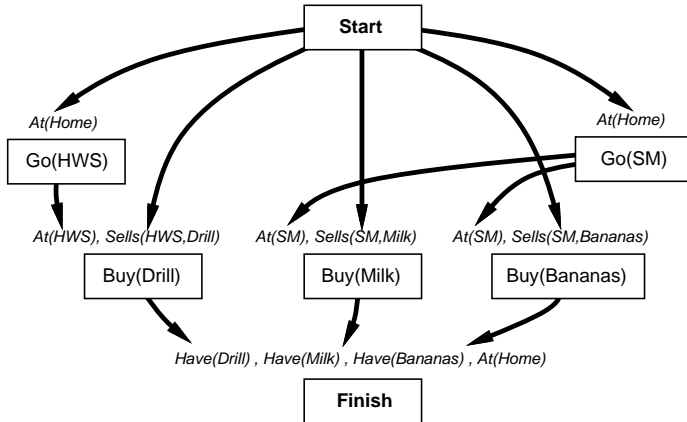 Start
At(Home)
At(Home)
Go(HWS)
Go(SM)
At(HWS), Sells(HWS,Drill)
At(SM), Sells(SM,Milk)
At(SM), Sells(SM,Bananas)
Buy(Drill)
Buy(Milk)
Buy(Bananas)
Have(Drill) , Have(Milk) , Have(Bananas) , At(Home)
Finish